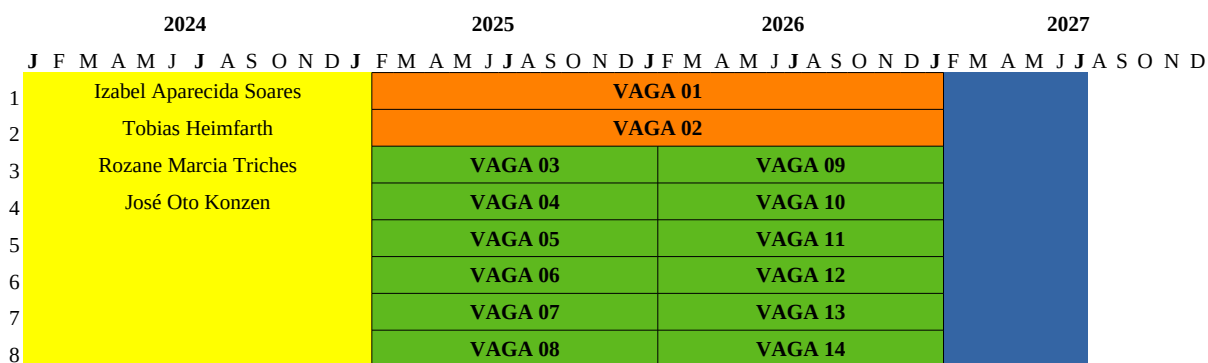 2024 2025 2026 2027
J F M A M J J A S O N D J F M A M J J A S O N D J F M A M J J A S O N D J F M A M J J A S O N D
1 Izabel Aparecida Soares VAGA 01
2 Tobias Heimfarth VAGA 02
3 Rozane Marcia Triches VAGA 03 VAGA 09
4 José Oto Konzen VAGA 04 VAGA 10
5 VAGA 05 VAGA 11
6 VAGA 06 VAGA 12
7 VAGA 07 VAGA 13
8 VAGA 08 VAGA 14